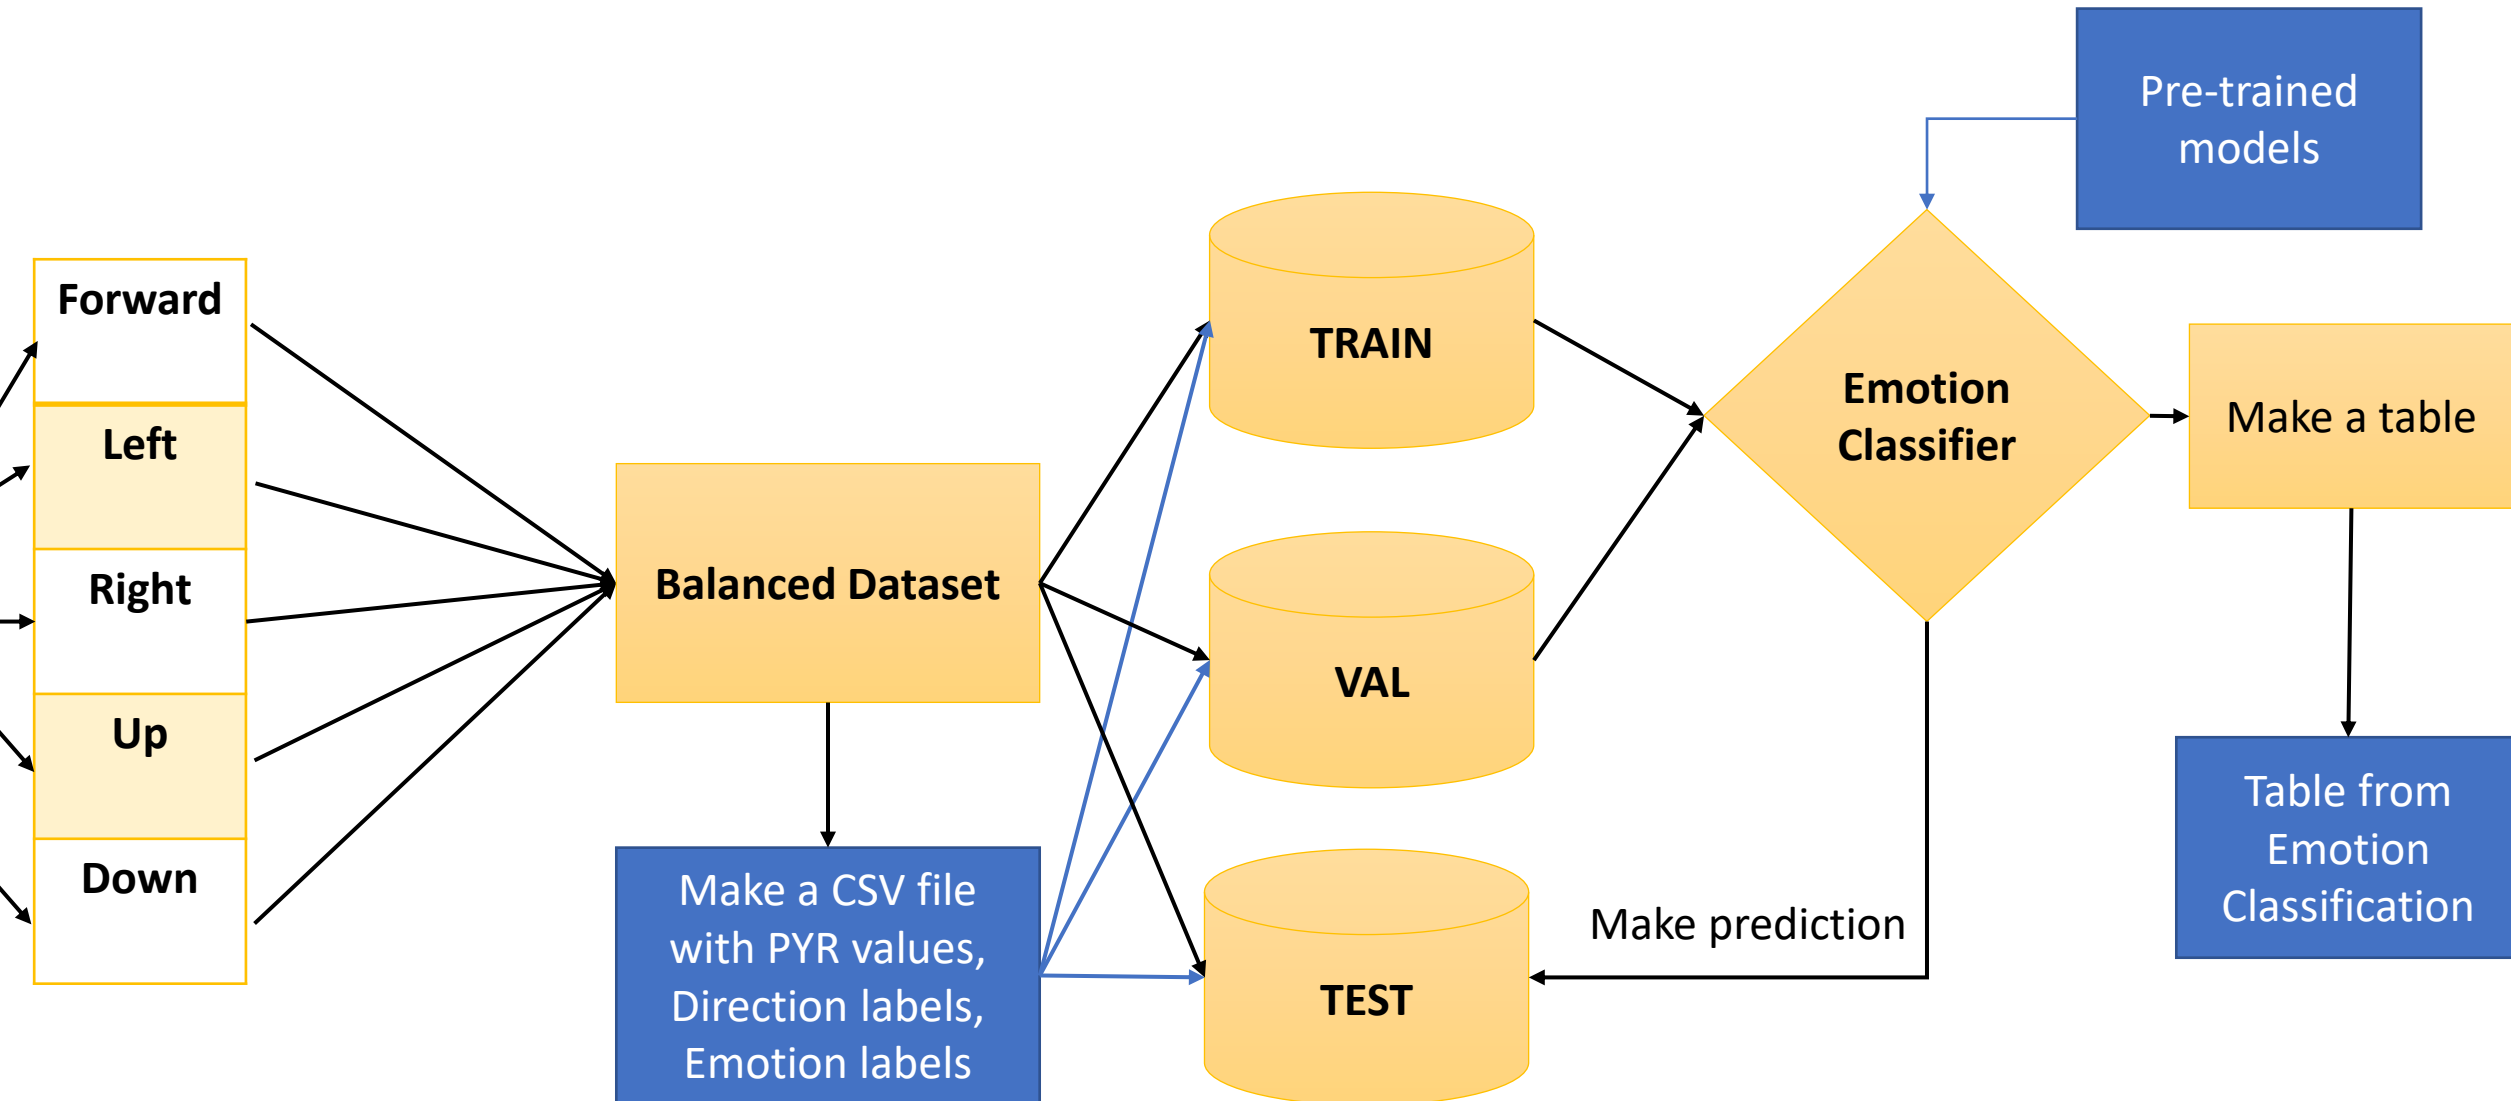 Forward
Left
Right
Up
Down
Balanced Dataset
Make a CSV file
with PYR values,
Direction labels,
Emotion labels
TRAIN
VAL
TEST
Pre-trained
models
Emotion
Classifier
Make prediction
Make a table
Table from
Emotion
Classification